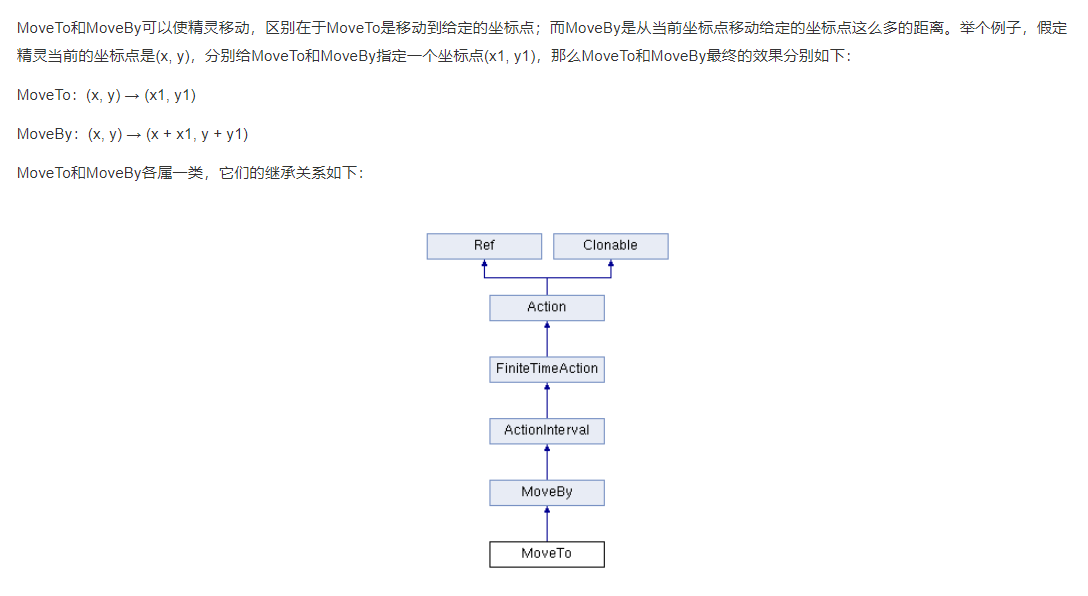 MoveTo和MoveBy可以使精灵移动，区别在于MoveTo是移动到给定的坐标点；而MoveBy是从当前坐标点移动给定的坐标点这么多的距离。举个例子，假定
精灵当前的坐标点是(x, y)，分别给MoveTo和MoveBy指定一个坐标点(x1, y1)，那么MoveTo和MoveBy最终的效果分别如下：
MoveTo：(x, y) → (x1, y1)
MoveBy：(x, y) → (x + x1, y + y1)
MoveTo和MoveBy各属一类，它们的继承关系如下：
Ref
Clonable
Action
FiniteTimeAction
ActionInterval
MoveBy
MoveTo